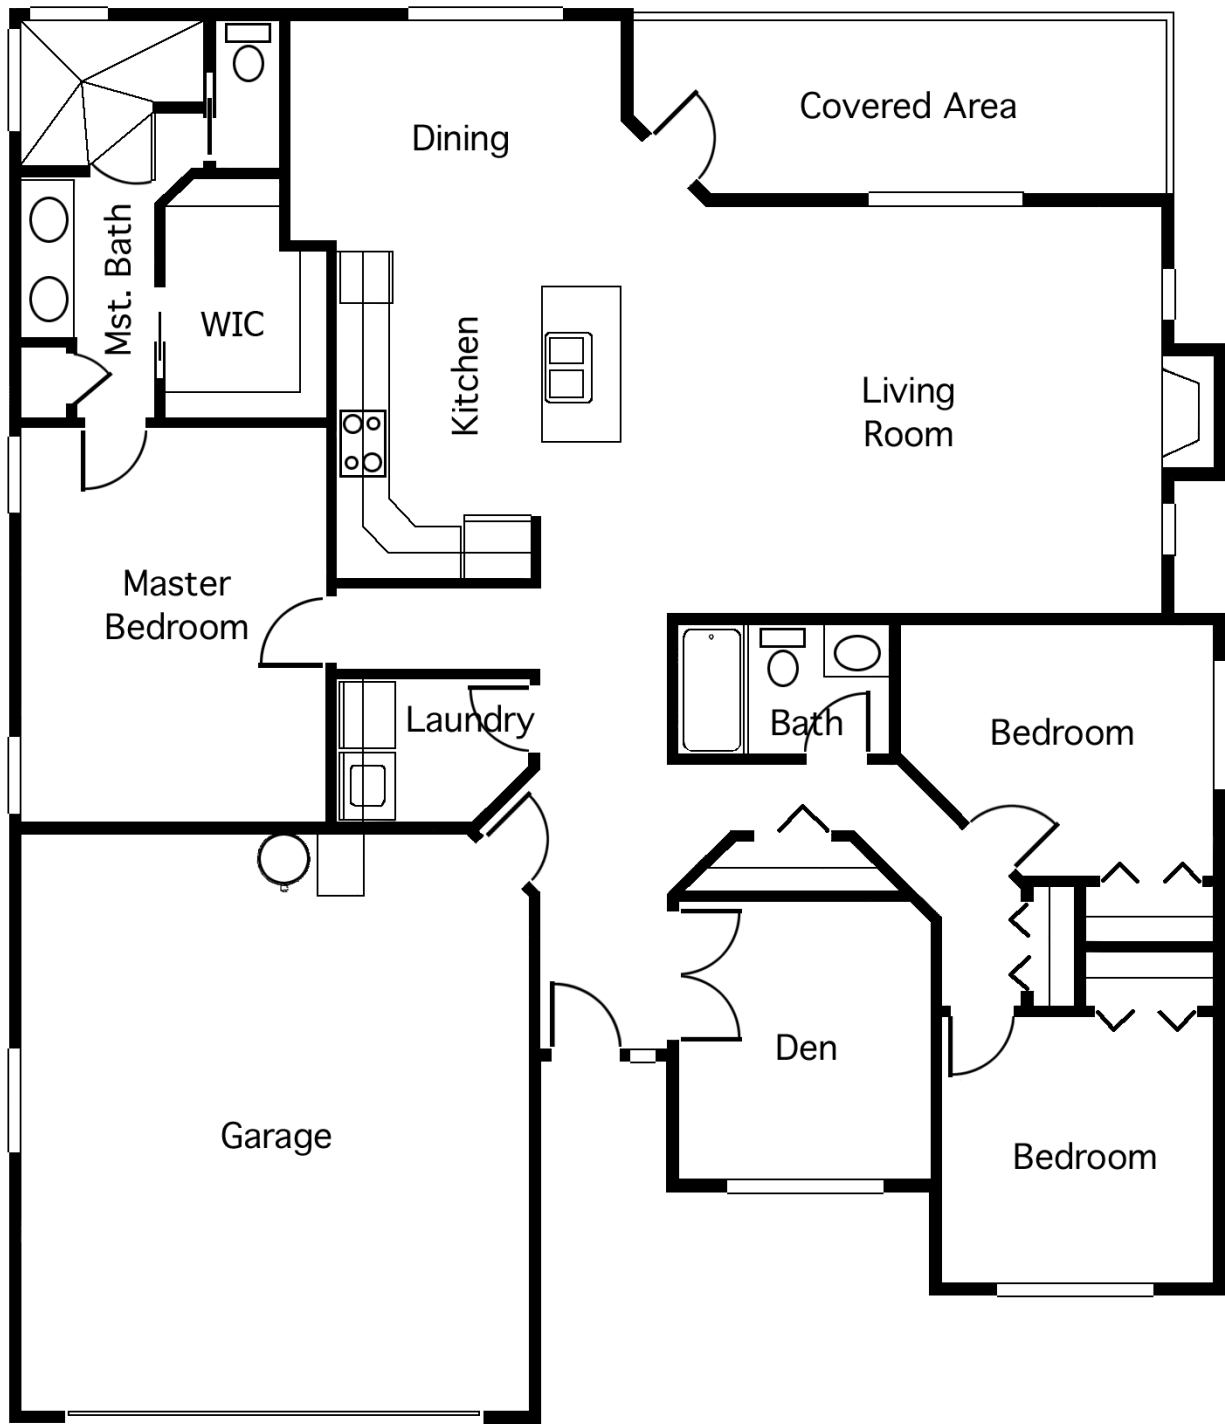 Covered Area
Dining
Mst. Bath
WIC
Kitchen
Living
Room
Master
Bedroom
Laundry
Bath
Bedroom
Den
Garage
Bedroom